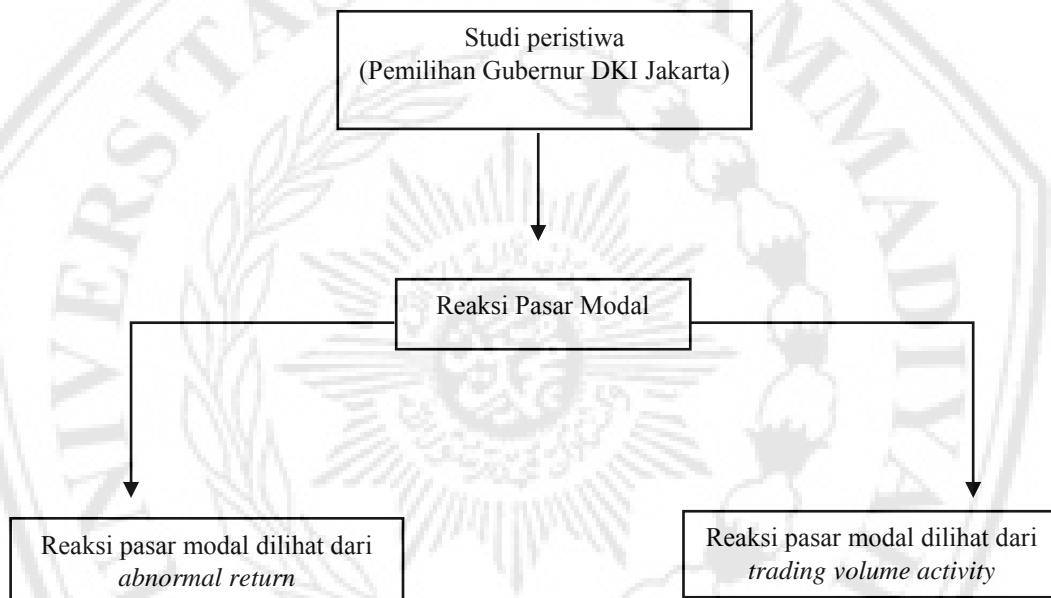 Studi peristiwa
(Pemilihan Gubernur DKI Jakarta)
Reaksi Pasar Modal
Reaksi pasar modal dilihat dari
abnormal return
Reaksi pasar modal dilihat dari
trading volume activity